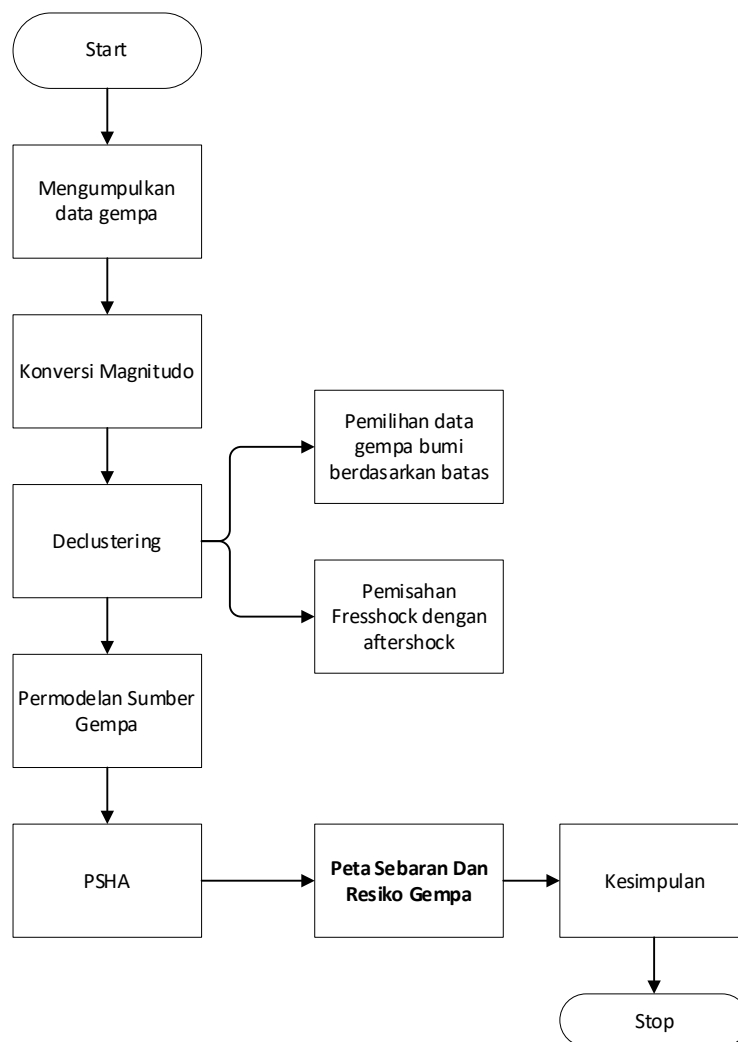 Start
Mengumpulkan
data gempa
Konversi Magnitudo
Pemilihan data
gempa bumi
berdasarkan batas
Declustering
Pemisahan
Fresshock dengan
aftershock
Permodelan Sumber
Gempa
PSHA
Peta Sebaran Dan
Resiko Gempa
Kesimpulan
Stop